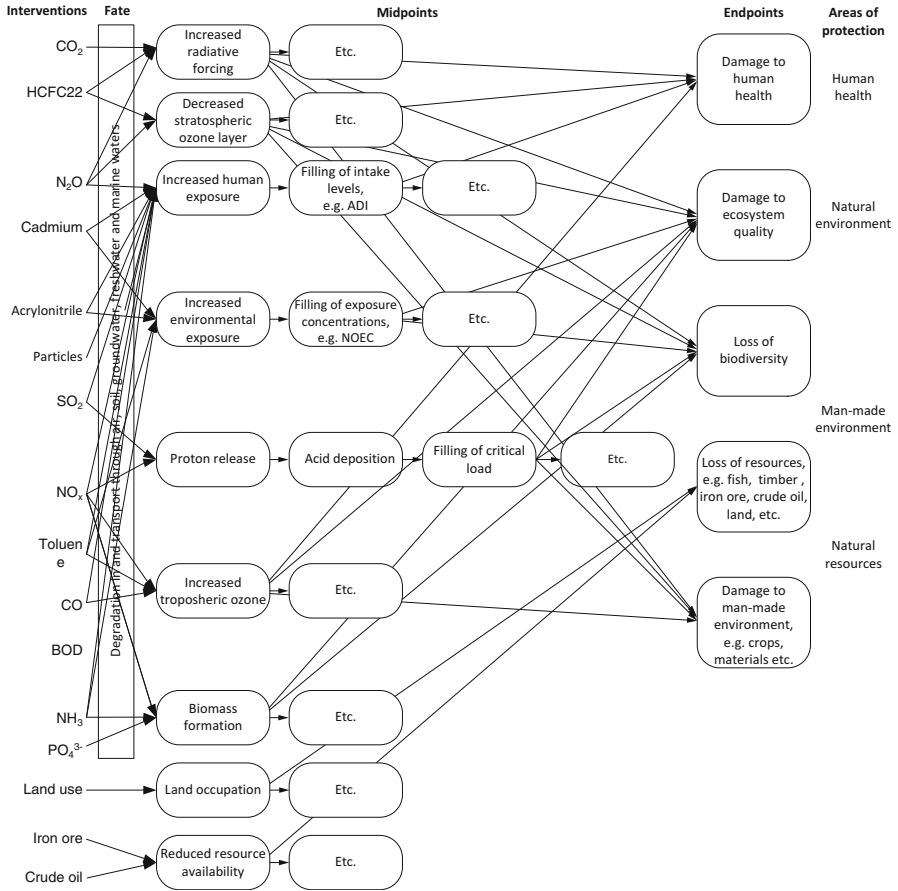 Interventions
Fate
Midpoints
Endpoints
Areas of
protection
CO₂
HCFC22
N₂O
Cadmium
Acrylonitrile
Particles
SO₂
NOₓ
Toluen
e
CO
BOD
NH₃
PO₄³⁻
Land use
Iron ore
Crude oil
Degradation in and transport through air, soil, groundwater, freshwater and marine waters
Increased
radiative
forcing
Etc.
Decreased
stratospheric
ozone layer
Etc.
Increased human
exposure
Filling of intake
levels,
e.g. ADI
Etc.
Increased
environmental
exposure
Filling of exposure
concentrations,
e.g. NOEC
Etc.
Proton release
Acid deposition
Filling of critical
load
Etc.
Increased
troposheric ozone
Etc.
Biomass
formation
Etc.
Land occupation
Etc.
Reduced resource
availability
Etc.
Damage to
human
health
Damage to
ecosystem
quality
Loss of
biodiversity
Loss of resources,
e.g. fish, timber ,
iron ore, crude oil,
land, etc.
Damage to
man-made
environment,
e.g. crops,
materials etc.
Human
health
Natural
environment
Man-made
environment
Natural
resources